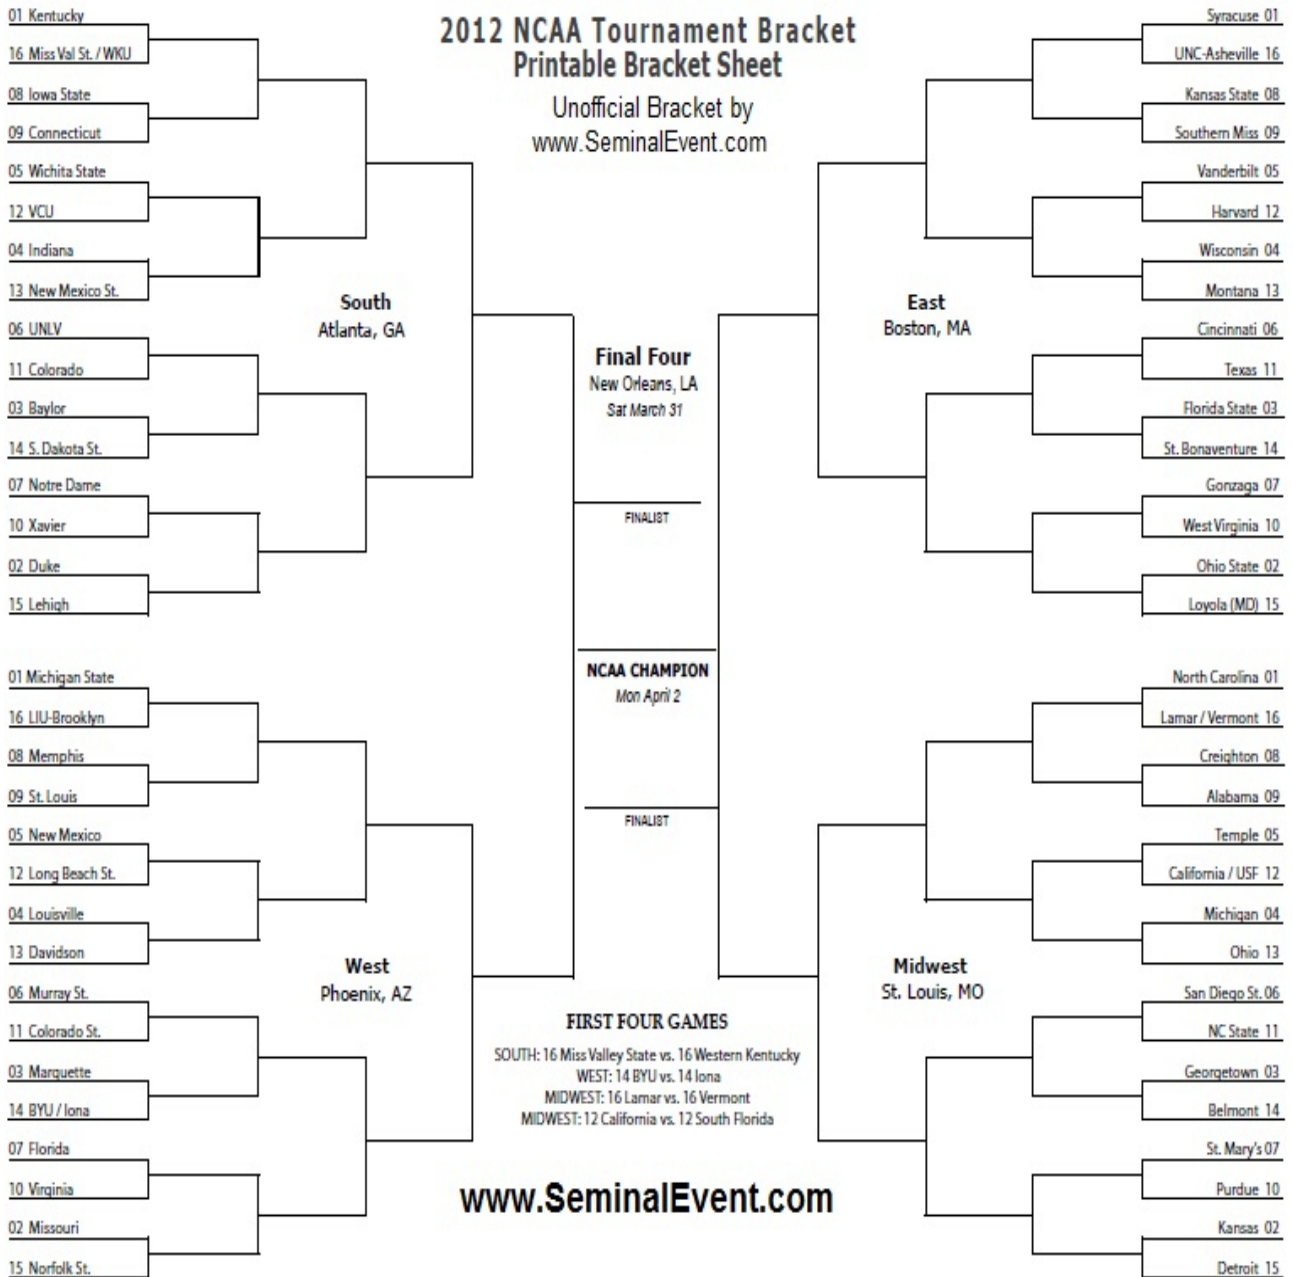 2012 NCAA Tournament Bracket
Printable Bracket Sheet
Unofficial Bracket by
www.SeminalEvent.com
01 Kentucky
16 Miss Val St. / WKU
08 Iowa State
09 Connecticut
05 Wichita State
12 VCU
04 Indiana
13 New Mexico St.
South
Atlanta, GA
06 UNLV
11 Colorado
03 Baylor
14 S. Dakota St.
07 Notre Dame
10 Xavier
02 Duke
15 Lehigh
01 Michigan State
16 LIU-Brooklyn
08 Memphis
09 St. Louis
05 New Mexico
12 Long Beach St.
04 Louisville
13 Davidson
West
Phoenix, AZ
06 Murray St.
11 Colorado St.
03 Marquette
14 BYU / Iona
07 Florida
10 Virginia
02 Missouri
15 Norfolk St.
Final Four
New Orleans, LA
Sat March 31
FINALIST
NCAA CHAMPION
Mon April 2
FINALIST
FIRST FOUR GAMES
SOUTH: 16 Miss Valley State vs. 16 Western Kentucky
WEST: 14 BYU vs. 14 Iona
MIDWEST: 16 Lamar vs. 16 Vermont
MIDWEST: 12 California vs. 12 South Florida
www.SeminalEvent.com
Syracuse 01
UNC-Asheville 16
Kansas State 08
Southern Miss 09
Vanderbilt 05
Harvard 12
Wisconsin 04
Montana 13
East
Boston, MA
Cincinnati 06
Texas 11
Florida State 03
St. Bonaventure 14
Gonzaga 07
West Virginia 10
Ohio State 02
Loyola (MD) 15
North Carolina 01
Lamar / Vermont 16
Creighton 08
Alabama 09
Temple 05
California / USF 12
Michigan 04
Ohio 13
Midwest
St. Louis, MO
San Diego St. 06
NC State 11
Georgetown 03
Belmont 14
St. Mary's 07
Purdue 10
Kansas 02
Detroit 15